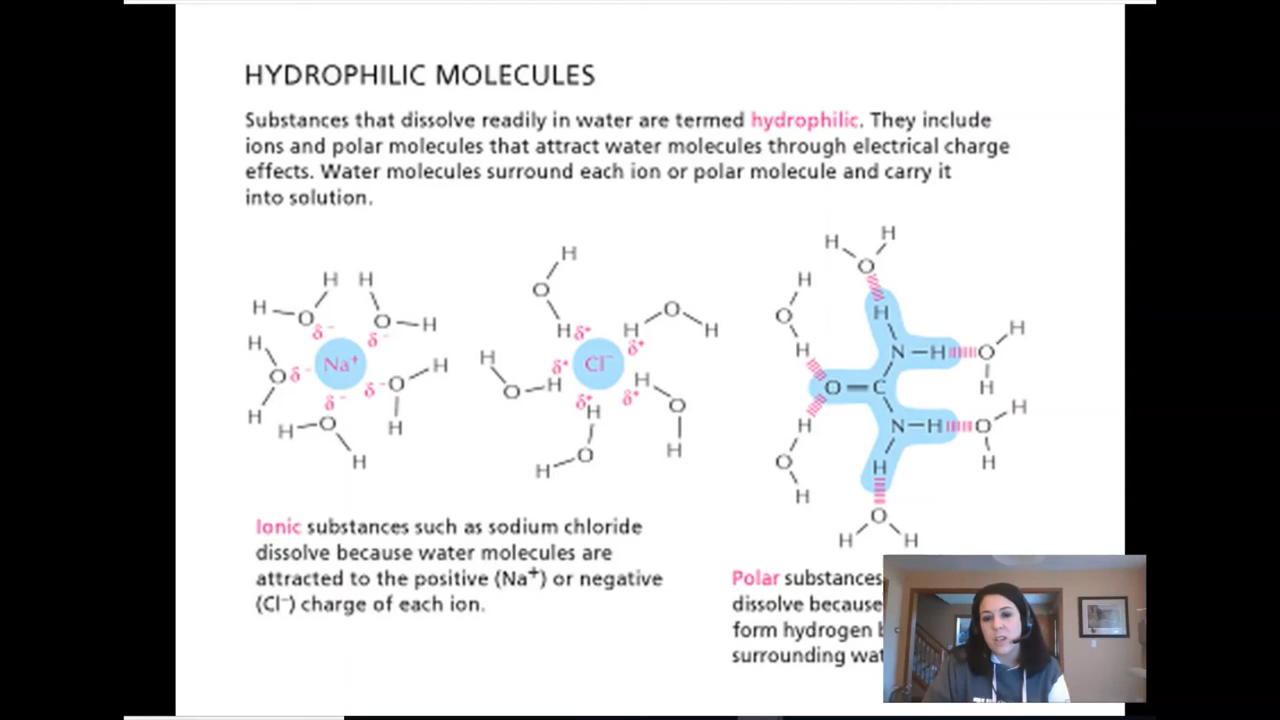 HYDROPHILIC MOLECULES
Substances that dissolve readily in water are termed hydrophilic. They include
ions and polar molecules that attract water molecules through electrical charge
effects. Water molecules surround each ion or polar molecule and carry it
into solution.
H H
H O O H
δ⁻ δ⁻
H
O δ⁻ Na⁺ δ⁻ O H
H
δ⁻
H O H
H
H
O
H δ⁺ H O H
δ⁺
H δ⁺ Cl⁻
O H H
δ⁺ δ⁺ O
H H
H O
H H
O
H
O
H
H
N H O H
H
O = C
H
N H O H
H
O
H
H
O
H H
Ionic substances such as sodium chloride
dissolve because water molecules are
attracted to the positive (Na⁺) or negative
(Cl⁻) charge of each ion.
Polar substances
dissolve because
form hydrogen
surrounding